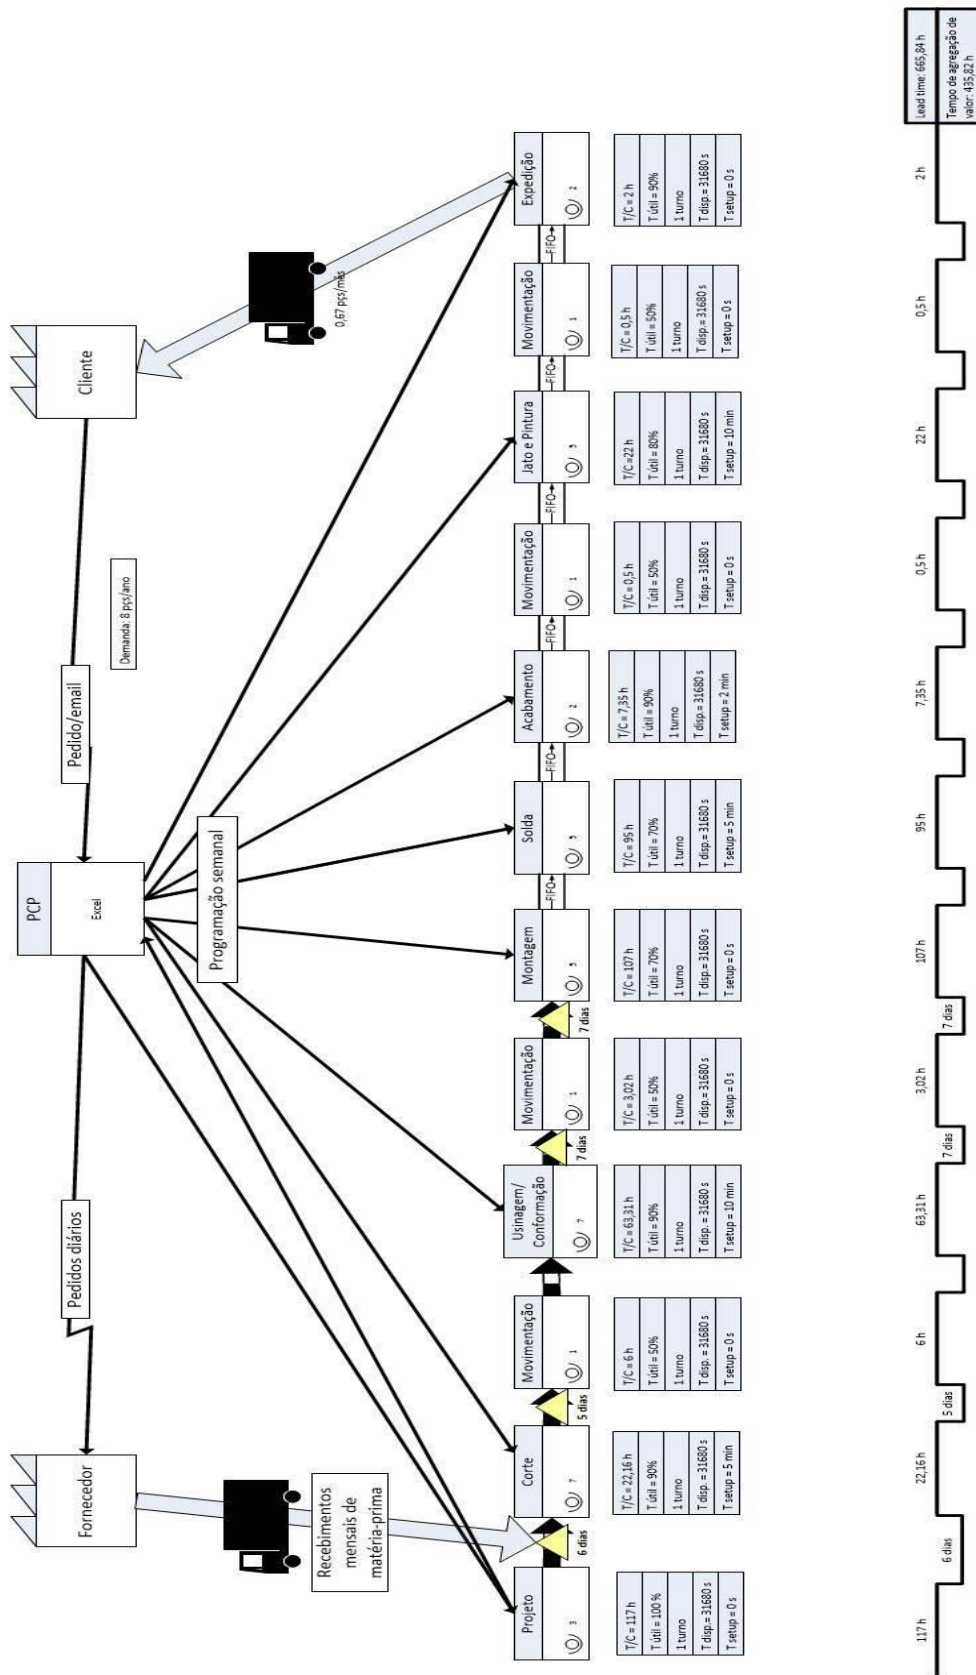 Fornecedor
Pedidos diários
PCP
Excel
Pedido/email
Cliente
Demanda: 8 pçs/ano
Recebimentos
mensais de
matéria-prima
Programação semanal
0,67 pçs/mês
Projeto
3
6 dias
Corte
7
5 dias
Movimentação
1
Usinagem/
Conformação
7
7 dias
Movimentação
1
7 dias
Montagem
FIFO
Solda
FIFO
Acabamento
2
FIFO
Movimentação
1
FIFO
Jato e Pintura
FIFO
Movimentação
1
FIFO
Expedição
2
T/C = 117 h
T útil = 100 %
1 turno
T disp.= 31680 s
T setup = 0 s
T/C = 22,16 h
T útil = 90%
1 turno
T disp. = 31680 s
T setup = 5 min
T/C = 6 h
T útil = 50%
1 turno
T disp. = 31680 s
T setup = 0 s
T/C = 63,31 h
T útil = 90%
1 turno
T disp. = 31680 s
T setup = 10 min
T/C = 3,02 h
T útil = 50%
1 turno
T disp. = 31680 s
T setup = 0 s
T/C = 107 h
T útil = 70%
1 turno
T disp.= 31680 s
T setup = 0 s
T/C = 95 h
T útil = 70%
1 turno
T disp.= 31680 s
T setup = 5 min
T/C = 7,35 h
T útil = 90%
1 turno
T disp.= 31680 s
T setup = 2 min
T/C = 0,5 h
T útil = 50%
1 turno
T disp.= 31680 s
T setup = 0 s
T/C =22 h
T útil = 80%
1 turno
T disp.= 31680 s
T setup = 10 min
T/C = 0,5 h
T útil = 50%
1 turno
T disp.= 31680 s
T setup = 0 s
T/C = 2 h
T útil = 90%
1 turno
T disp.= 31680 s
T setup = 0 s
117 h
6 dias
22,16 h
5 dias
6 h
63,31 h
7 dias
3,02 h
7 dias
107 h
95 h
7,35 h
0,5 h
22 h
0,5 h
2 h
Lead time: 665,84 h
Tempo de agregação de
valor: 435,82 h